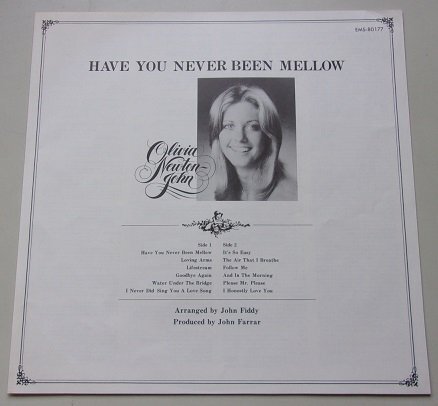 EMS-80177
HAVE YOU NEVER BEEN MELLOW
Olivia
Newton-
John
Side 1
Have You Never Been Mellow
Loving Arms
Lifestream
Goodbye Again
Water Under The Bridge
I Never Did Sing You A Love Song
Side 2
It's So Easy
The Air That I Breathe
Follow Me
And In The Morning
Please Mr. Please
I Honestly Love You
Arranged by John Fiddy
Produced by John Farrar